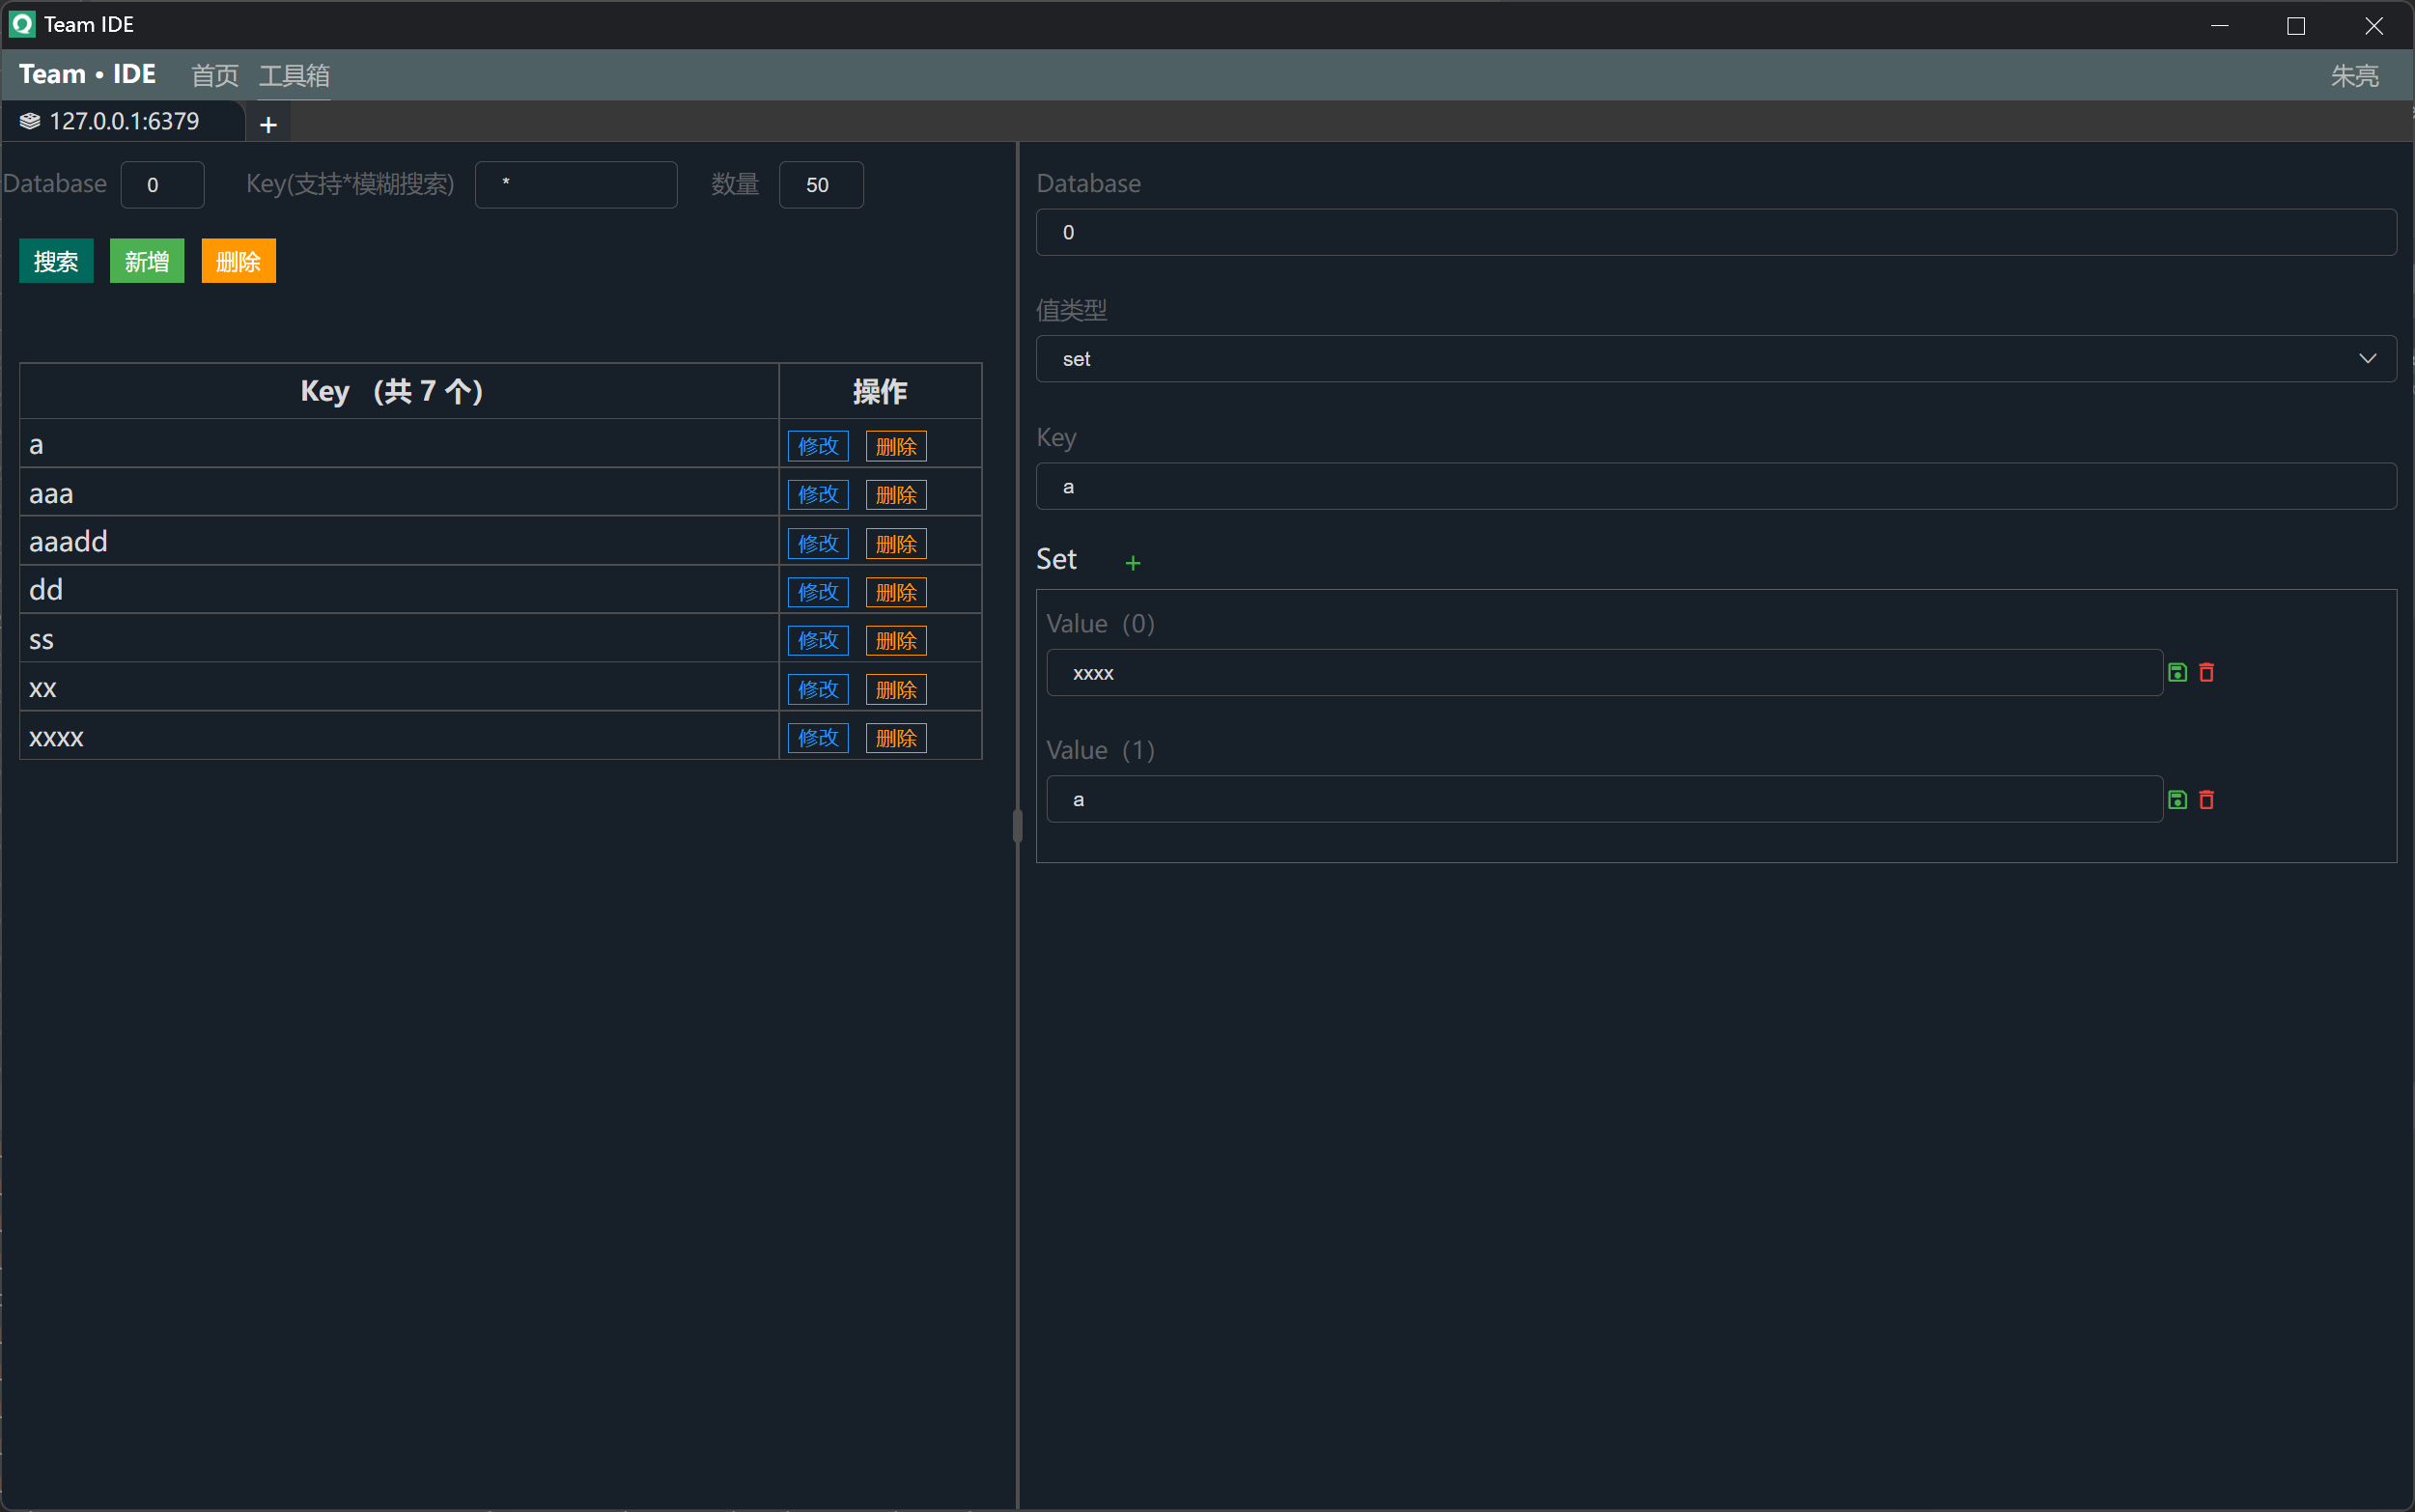 Team IDE
Team • IDE 首页 工具箱 朱亮
127.0.0.1:6379 +
Database 0 Key(支持*模糊搜索) * 数量 50
搜索 新增 删除
Key （共 7 个） 操作
a 修改 删除
aaa 修改 删除
aaadd 修改 删除
dd 修改 删除
ss 修改 删除
xx 修改 删除
xxxx 修改 删除
Database
0
值类型
set
Key
a
Set +
Value（0）
xxxx
Value（1）
a